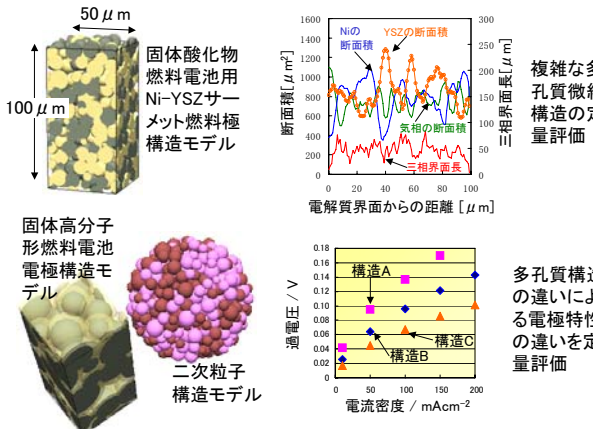 50μm
100μm
固体酸化物
燃料電池用
Ni-YSZサー
メット燃料極
構造モデル
1600
1400
1200
1000
800
600
400
200
0
断面積[μm²]
300
250
200
150
100
50
0
三相界面長[μm]
Niの
断面積
YSZの断面積
気相の断面積
三相界面長
0 20 40 60 80 100
電解質界面からの距離[μm]
複雑な多
孔質微細
構造の定
量評価
固体高分子
形燃料電池
電極構造モ
デル
二次粒子
構造モデル
0.18
0.16
0.14
0.12
0.10
0.08
0.06
0.04
0.02
0.00
過電圧 / V
構造A
構造B
構造C
0 50 100 150 200
電流密度 / mAcm⁻²
多孔質構造
の違いによ
る電極特性
の違いを定
量評価